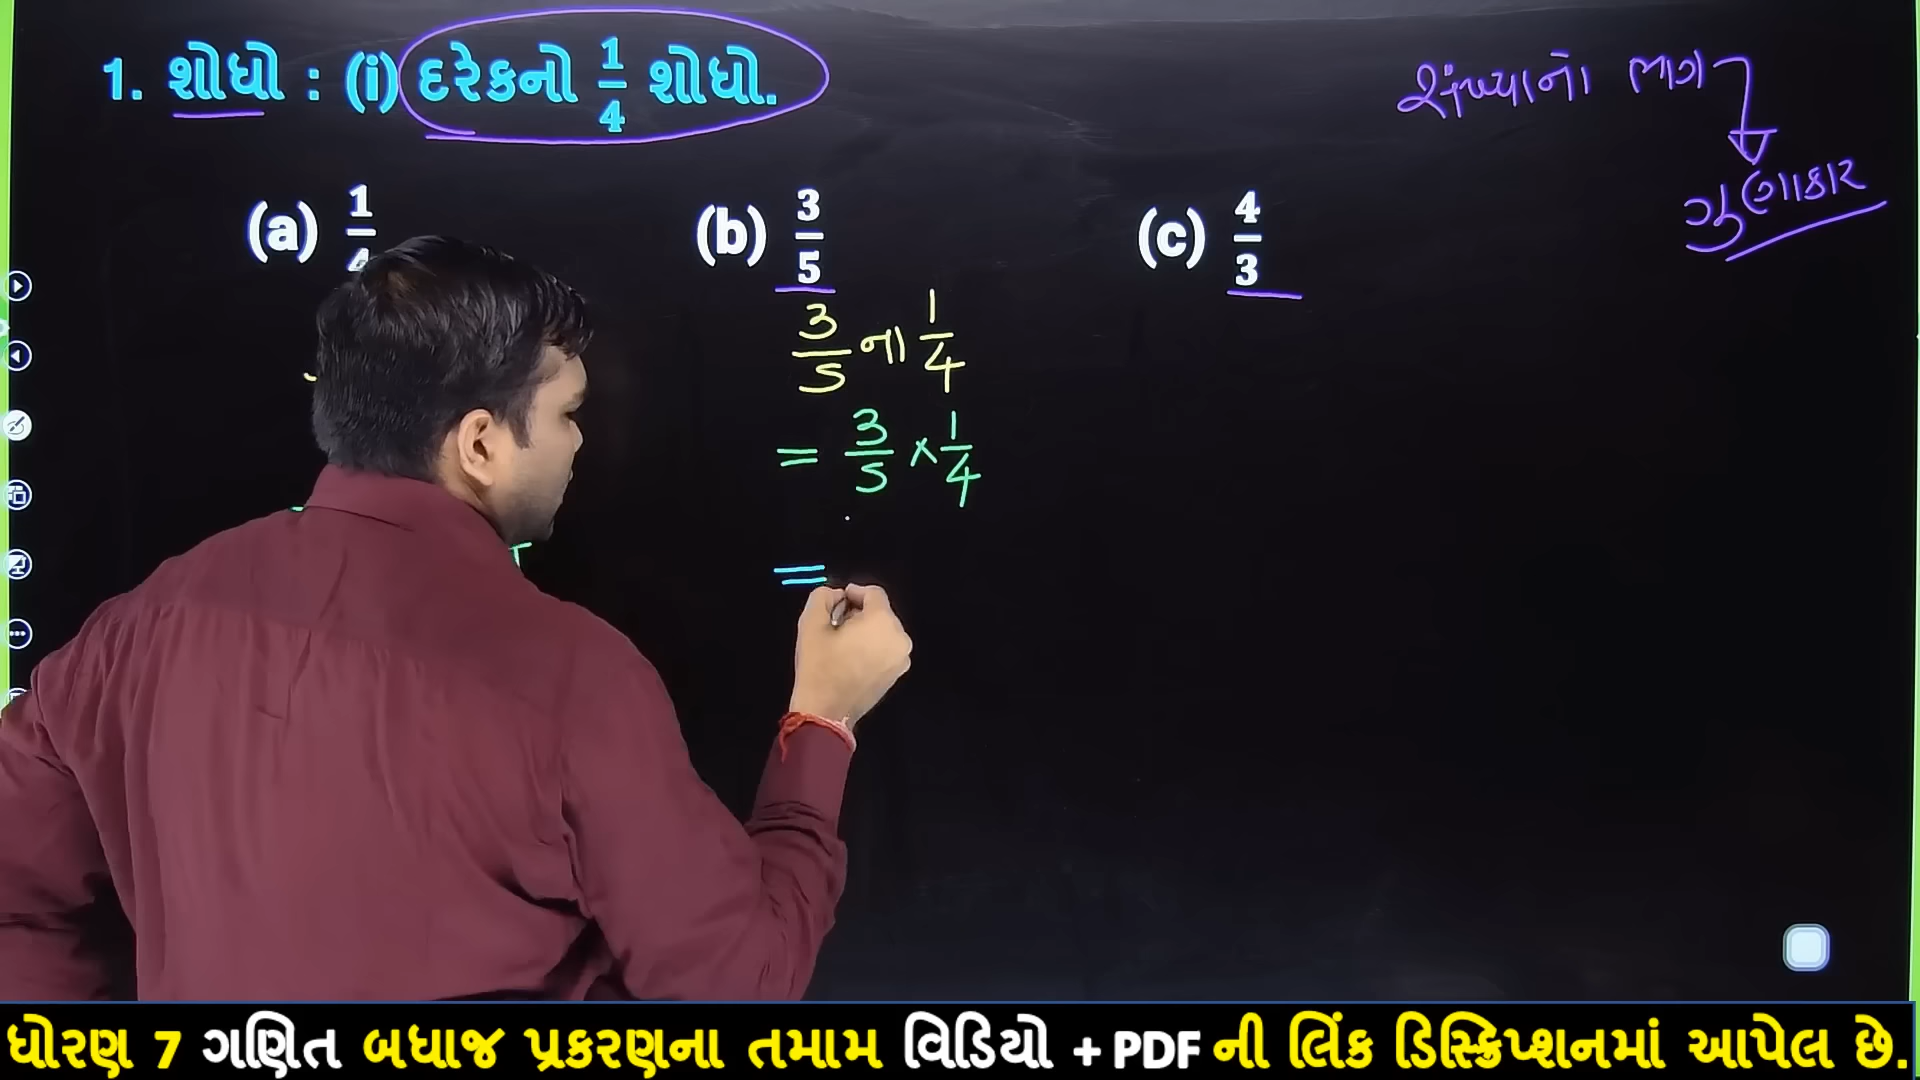 1. શોધો : (i) દરેકનો 1/4 શોધો.
સંખ્યાનો ભાગ
ગુણાકાર
(a) 1/4 (b) 3/5 (c) 4/3
3/5 ના 1/4
= 3/5 × 1/4
=
ધોરણ 7 ગણિત બધાજ પ્રકરણના તમામ વિડિયો + PDF ની લિંક ડિસ્ક્રિપ્શનમાં આપેલ છે.